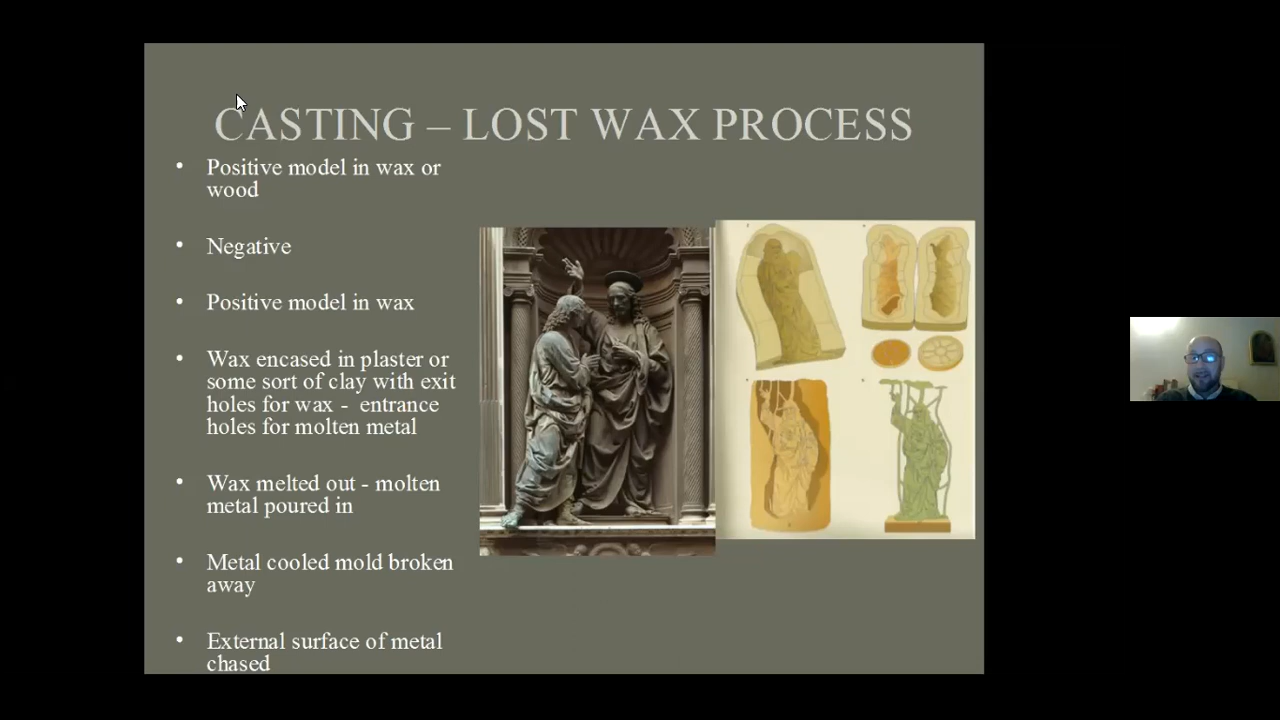 CASTING – LOST WAX PROCESS
• Positive model in wax or
wood
• Negative
• Positive model in wax
• Wax encased in plaster or
some sort of clay with exit
holes for wax - entrance
holes for molten metal
• Wax melted out - molten
metal poured in
• Metal cooled mold broken
away
• External surface of metal
chased